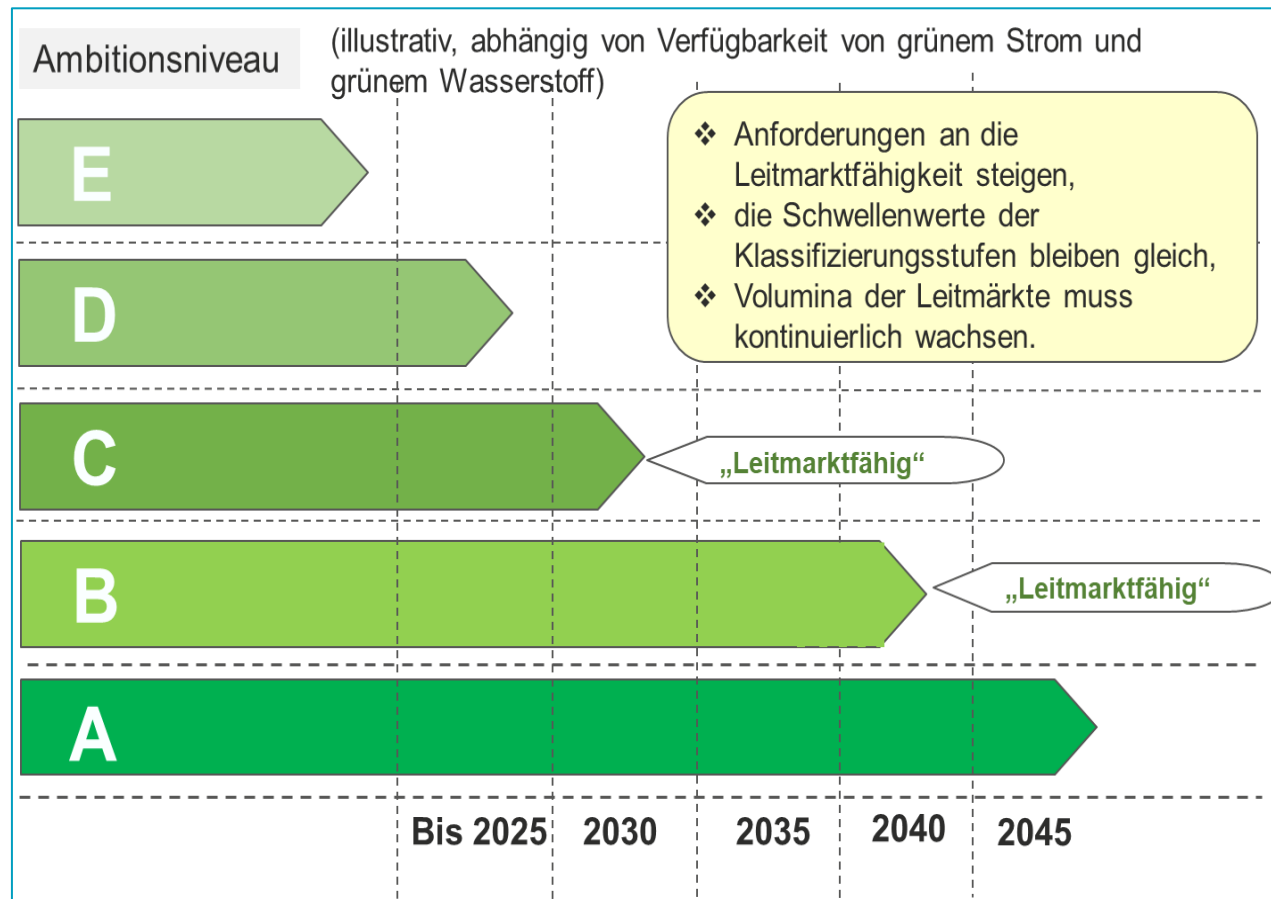 Ambitionsniveau
(illustrativ, abhängig von Verfügbarkeit von grünem Strom und
grünem Wasserstoff)
E
❖ Anforderungen an die
Leitmarktfähigkeit steigen,
❖ die Schwellenwerte der
Klassifizierungsstufen bleiben gleich,
❖ Volumina der Leitmärkte muss
kontinuierlich wachsen.
D
C
„Leitmarktfähig“
B
„Leitmarktfähig“
A
Bis 2025 2030 2035 2040 2045